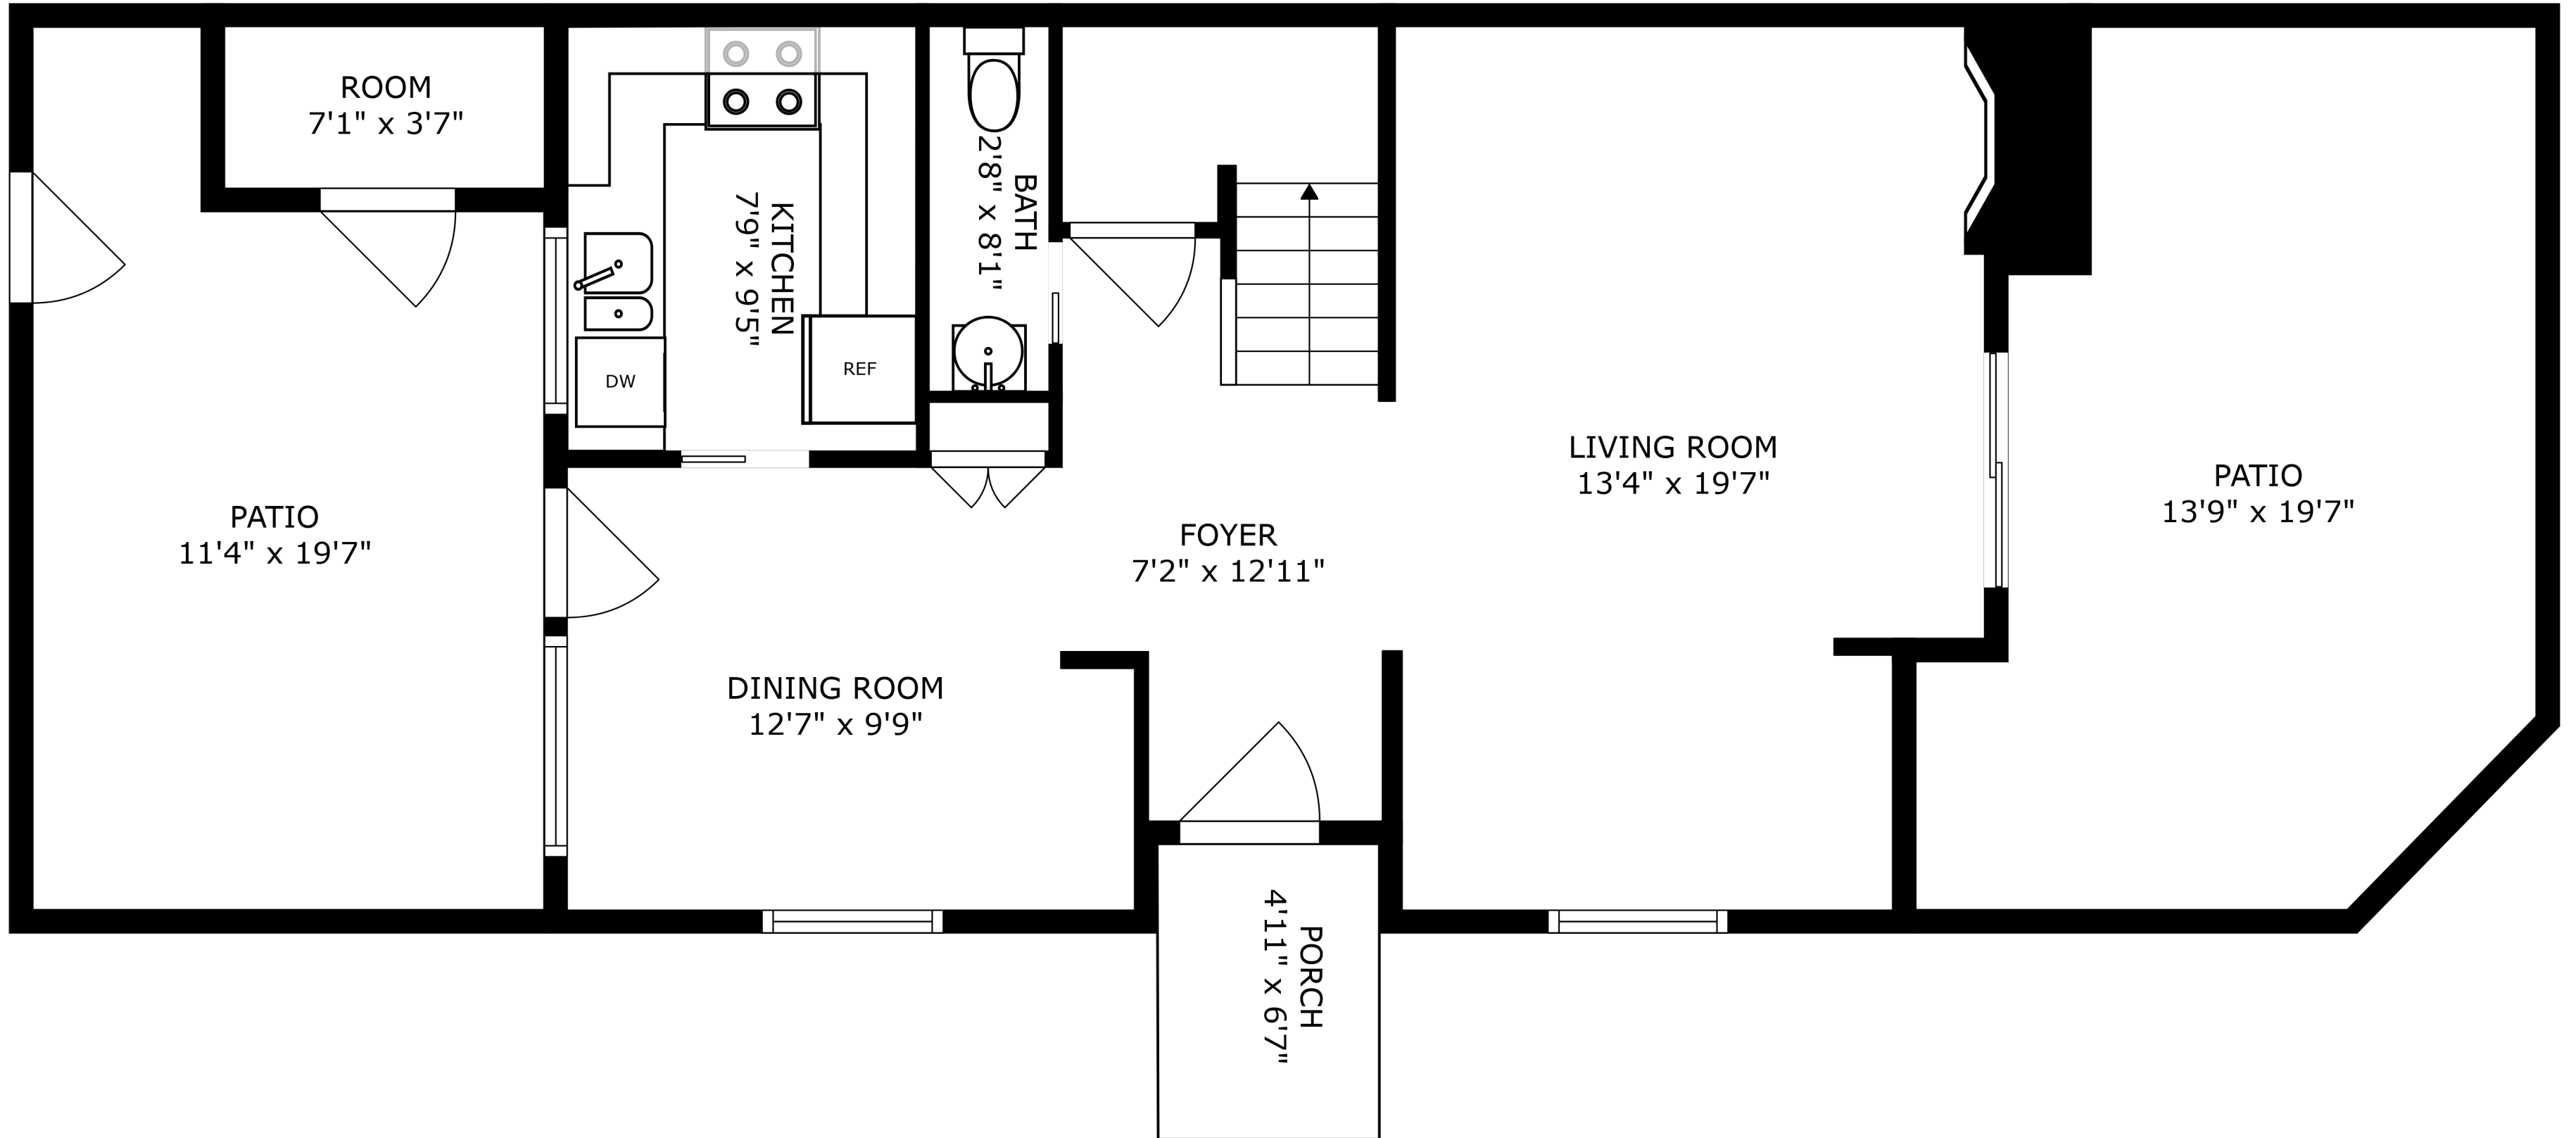 ROOM
7'1" x 3'7"
KITCHEN
7'9" x 9'5"
BATH
2'8" x 8'1"
DW
REF
PATIO
11'4" x 19'7"
DINING ROOM
12'7" x 9'9"
FOYER
7'2" x 12'11"
LIVING ROOM
13'4" x 19'7"
PATIO
13'9" x 19'7"
PORCH
4'11" x 6'7"